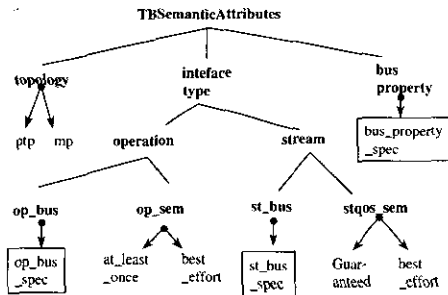 TBSemanticAttributes
topology
inteface
type
bus
property
ptp
mp
operation
stream
bus_property
_spec
op_bus
op_sem
st_bus
stqos_sem
op_bus
_spec
at_least
_once
best
_effort
st_bus
_spec
Guar-
anteed
best
_effort